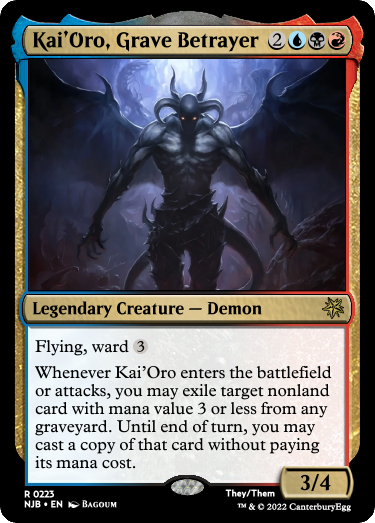 Kai'Oro, Grave Betrayer 2
Legendary Creature — Demon
Flying, ward 3
Whenever Kai'Oro enters the battlefield
or attacks, you may exile target nonland
card with mana value 3 or less from any
graveyard. Until end of turn, you may
cast a copy of that card without paying
its mana cost.
3/4
R 0223
NJB • EN Bagoum
They/Them
™ & © 2022 CanterburyEgg